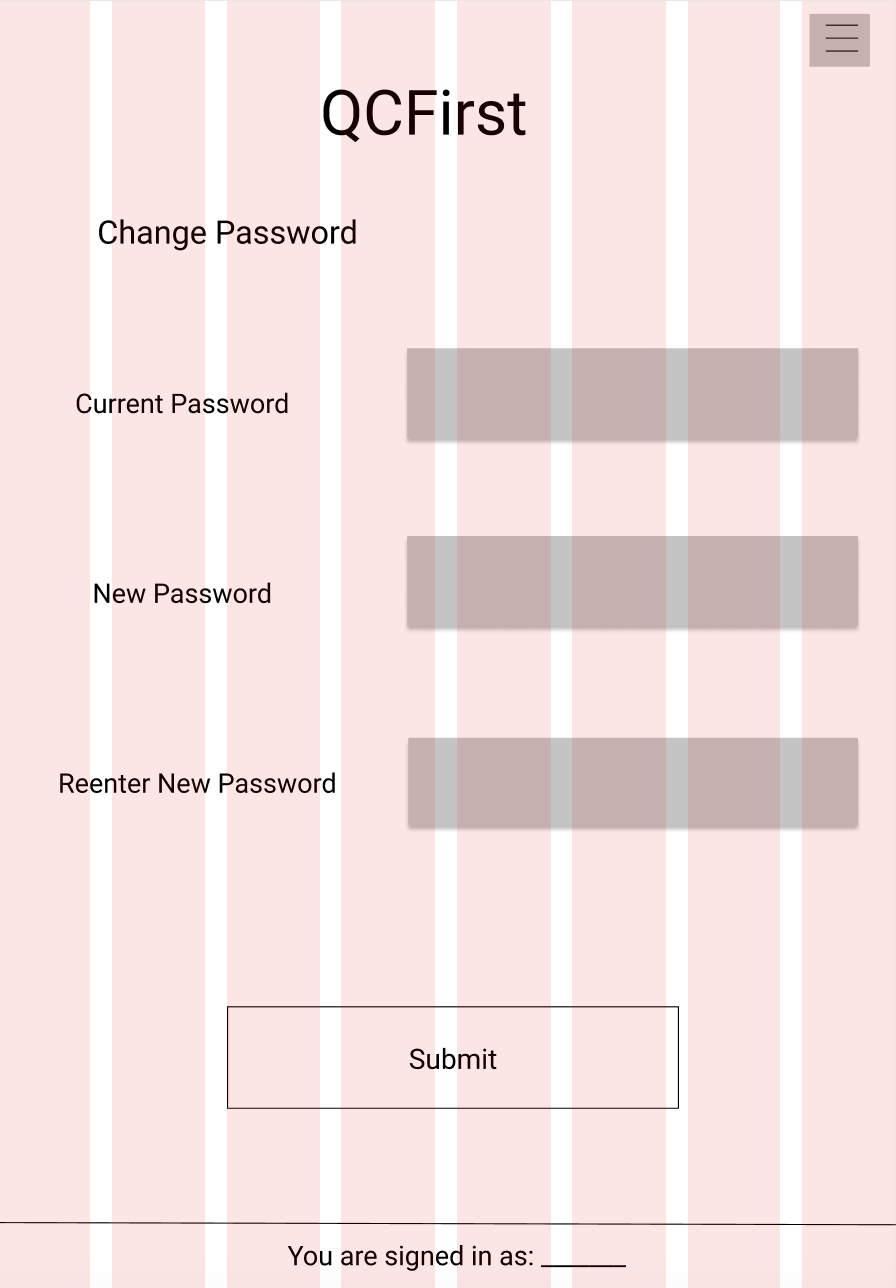 QCFirst
Change Password
Current Password
New Password
Reenter New Password
Submit
You are signed in as: ______